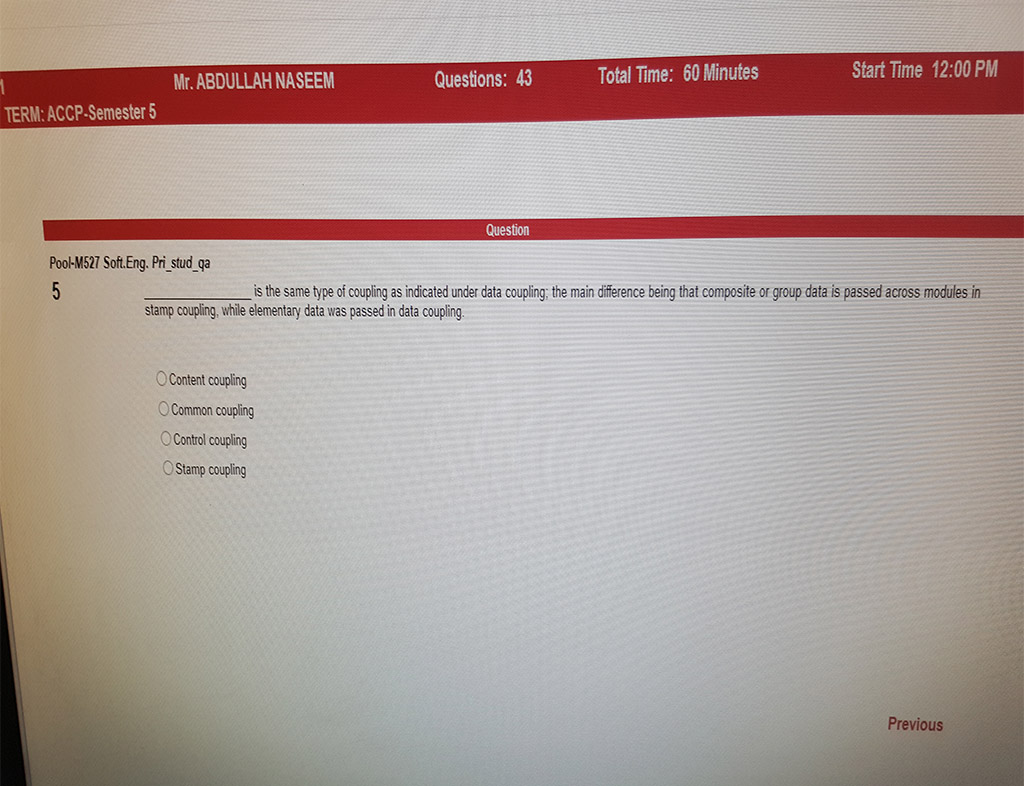 Mr. ABDULLAH NASEEM Questions: 43 Total Time: 60 Minutes Start Time 12:00 PM
TERM: ACCP-Semester 5
Question
Pool-M527 Soft.Eng. Pri_stud_qa
5 ____________ is the same type of coupling as indicated under data coupling; the main difference being that composite or group data is passed across modules in
stamp coupling, while elementary data was passed in data coupling.
Content coupling
Common coupling
Control coupling
Stamp coupling
Previous